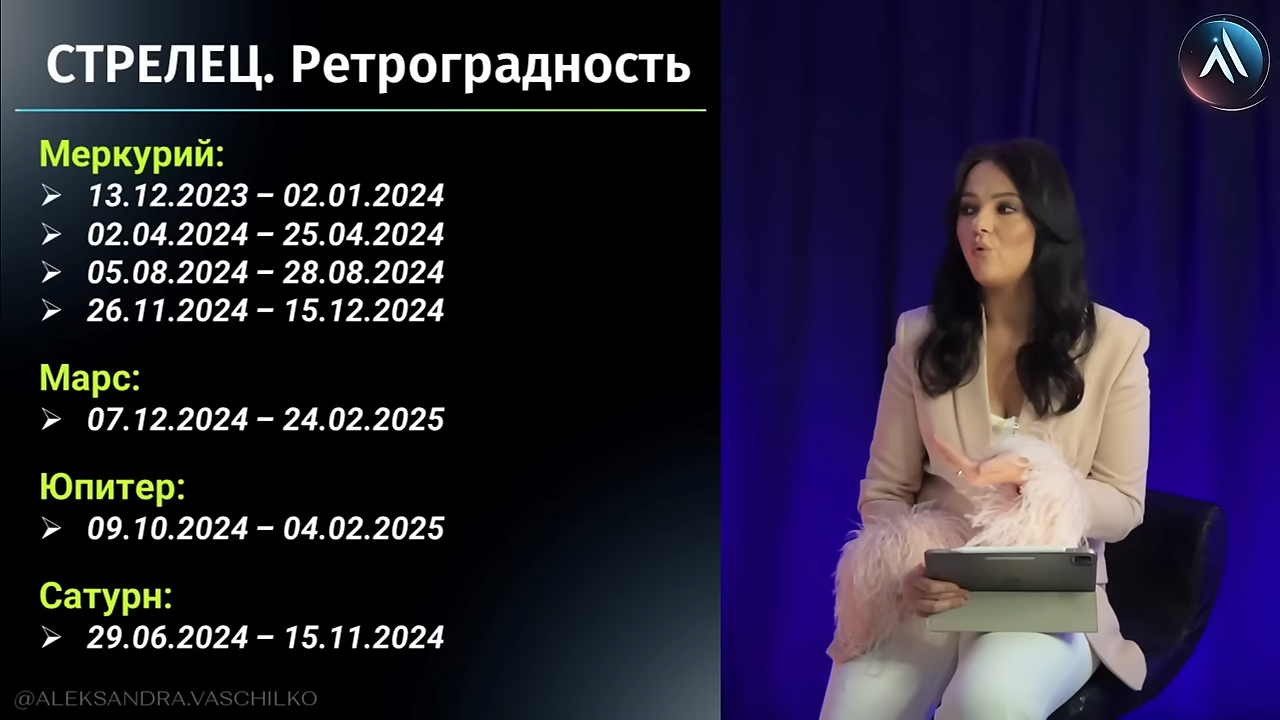 СТРЕЛЕЦ. Ретроградность
Меркурий:
➢ 13.12.2023 – 02.01.2024
➢ 02.04.2024 – 25.04.2024
➢ 05.08.2024 – 28.08.2024
➢ 26.11.2024 – 15.12.2024
Марс:
➢ 07.12.2024 – 24.02.2025
Юпитер:
➢ 09.10.2024 – 04.02.2025
Сатурн:
➢ 29.06.2024 – 15.11.2024
@ALEKSANDRA.VASCHILKO